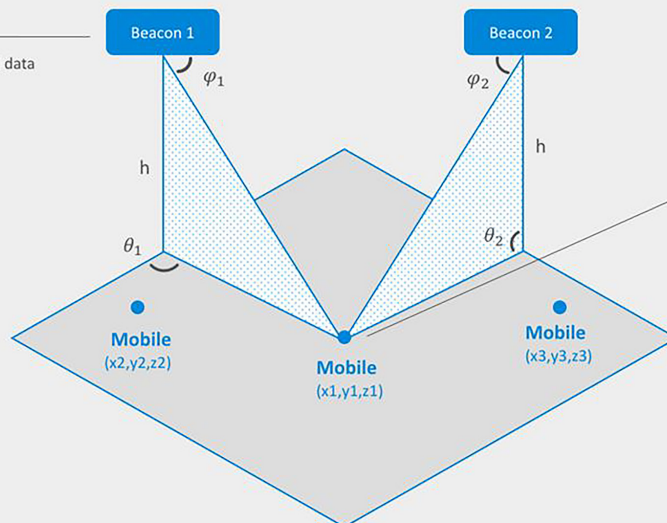 Beacon 1
Beacon 2
data
φ₁
φ₂
h
h
θ₁
θ₂
Mobile
(x2,y2,z2)
Mobile
(x1,y1,z1)
Mobile
(x3,y3,z3)